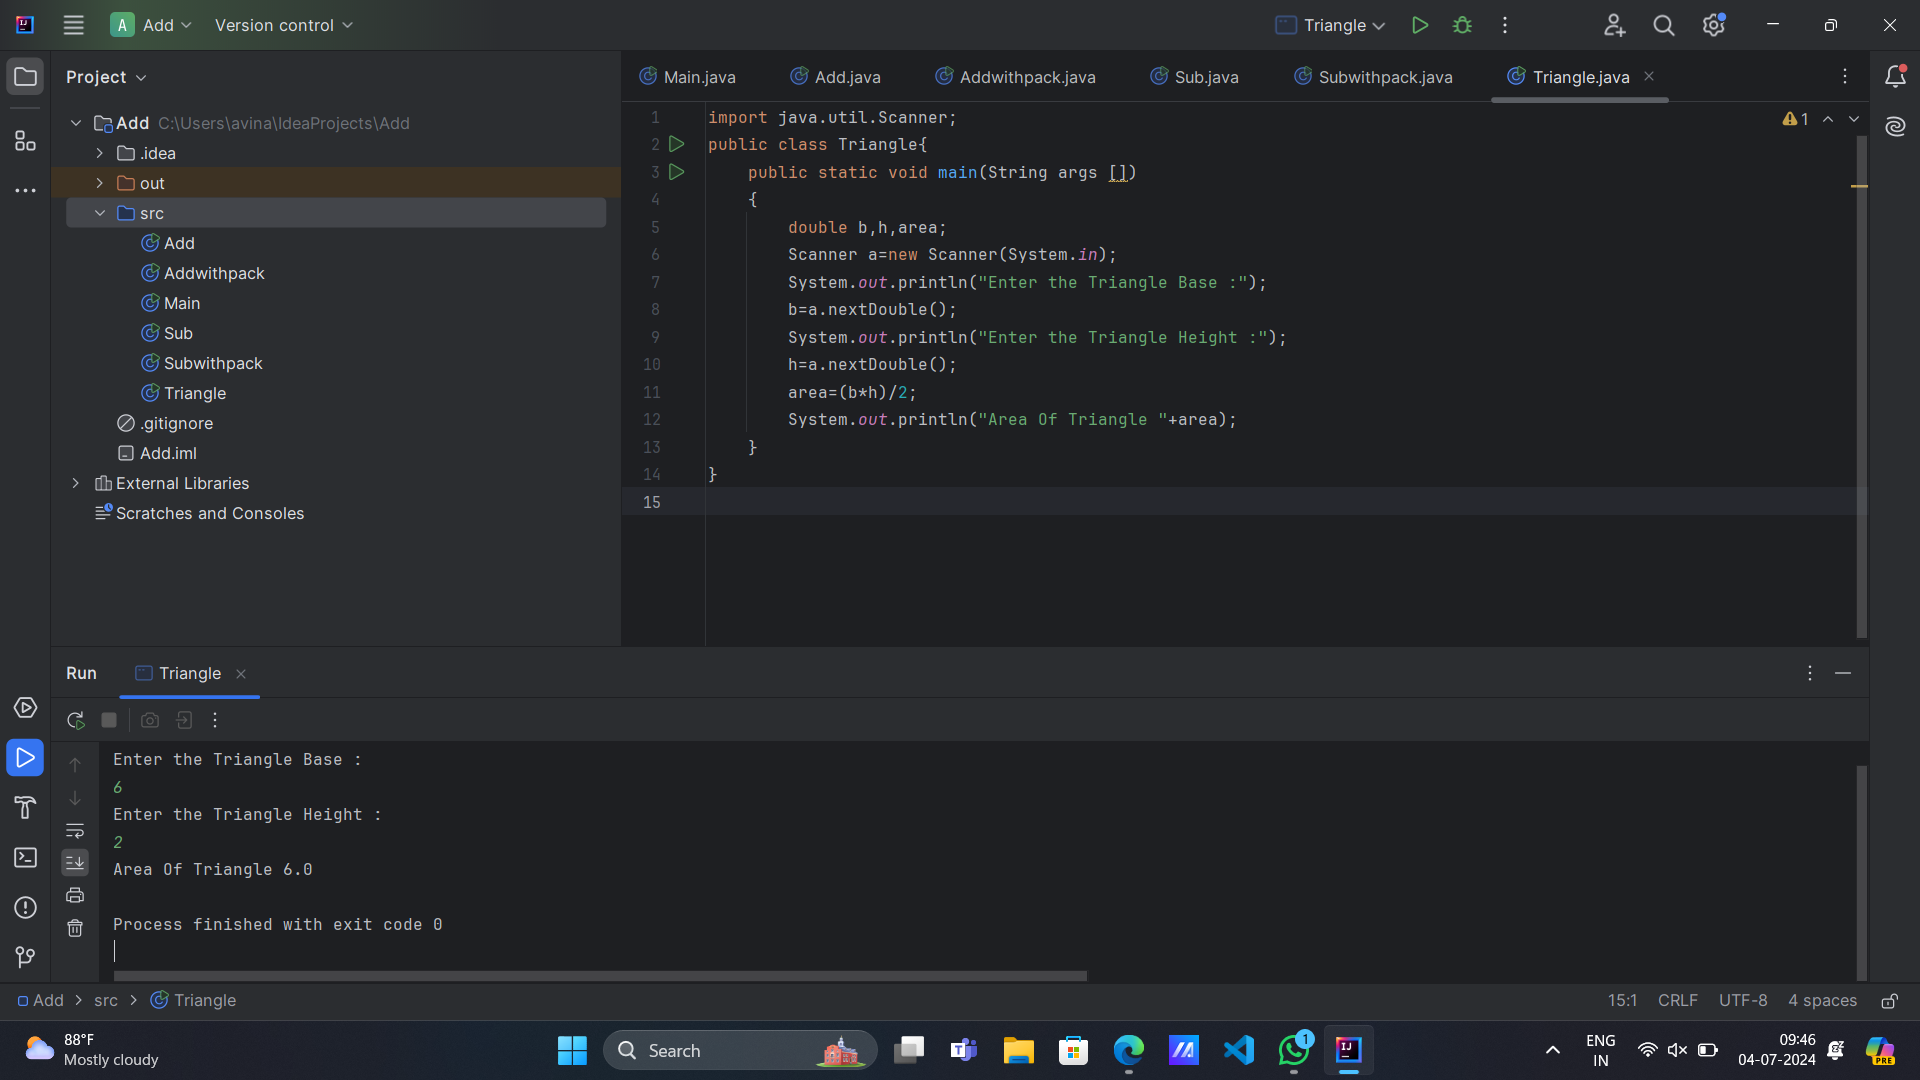 A Add Version control Triangle
Project
Main.java Add.java Addwithpack.java Sub.java Subwithpack.java Triangle.java
Add C:\Users\avina\IdeaProjects\Add
.idea
out
src
Add
Addwithpack
Main
Sub
Subwithpack
Triangle
.gitignore
Add.iml
External Libraries
Scratches and Consoles
1 import java.util.Scanner;
2 public class Triangle{
3 public static void main(String args [])
4 {
5 double b,h,area;
6 Scanner a=new Scanner(System.in);
7 System.out.println("Enter the Triangle Base :");
8 b=a.nextDouble();
9 System.out.println("Enter the Triangle Height :");
10 h=a.nextDouble();
11 area=(b*h)/2;
12 System.out.println("Area Of Triangle "+area);
13 }
14 }
15
1
Run Triangle
Enter the Triangle Base :
6
Enter the Triangle Height :
2
Area Of Triangle 6.0
Process finished with exit code 0
Add > src > Triangle
15:1 CRLF UTF-8 4 spaces
88°F
Mostly cloudy
Search
1
ENG
IN
09:46
04-07-2024
PRE